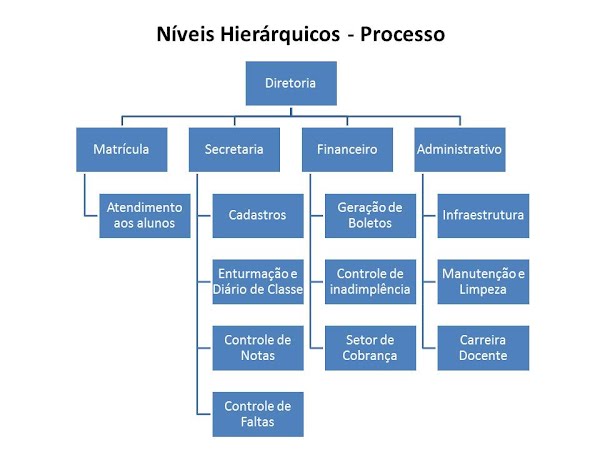 Níveis Hierárquicos - Processo
Diretoria
Matrícula
Secretaria
Financeiro
Administrativo
Atendimento
aos alunos
Cadastros
Geração de
Boletos
Infraestrutura
Enturmação e
Diário de Classe
Controle de
inadimplência
Manutenção e
Limpeza
Controle de
Notas
Setor de
Cobrança
Carreira
Docente
Controle de
Faltas